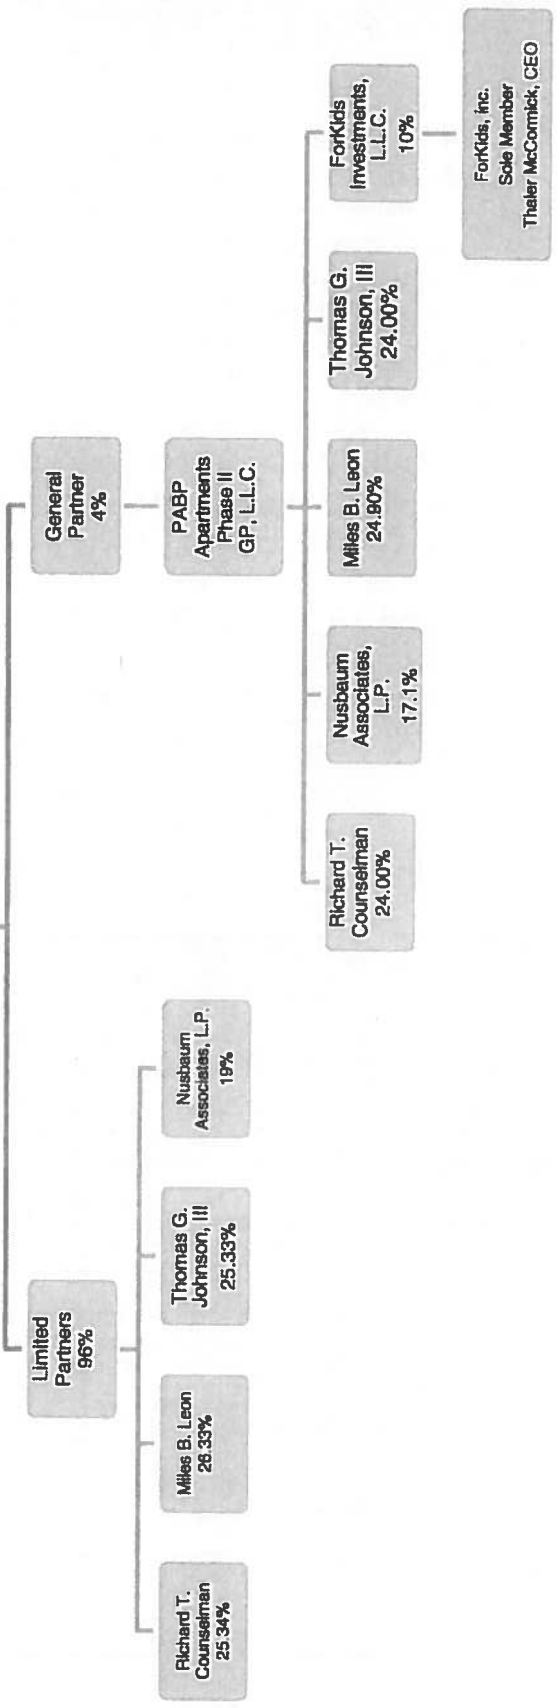 Limited
Partners
96%
General
Partner
4%
PABP
Apartments
Phase II
GP, L.L.C.
Richard T.
Counselman
25.34%
Miles B. Leon
26.33%
Thomas G.
Johnson, III
25.33%
Nusbaum
Associates, L.P.
19%
Richard T.
Counselman
24.00%
Nusbaum
Associates,
L.P.
17.1%
Miles B. Leon
24.90%
Thomas G.
Johnson, III
24.00%
ForKids
Investments,
L.L.C.
10%
ForKids, Inc.
Sole Member
Thaler McCormick, CEO